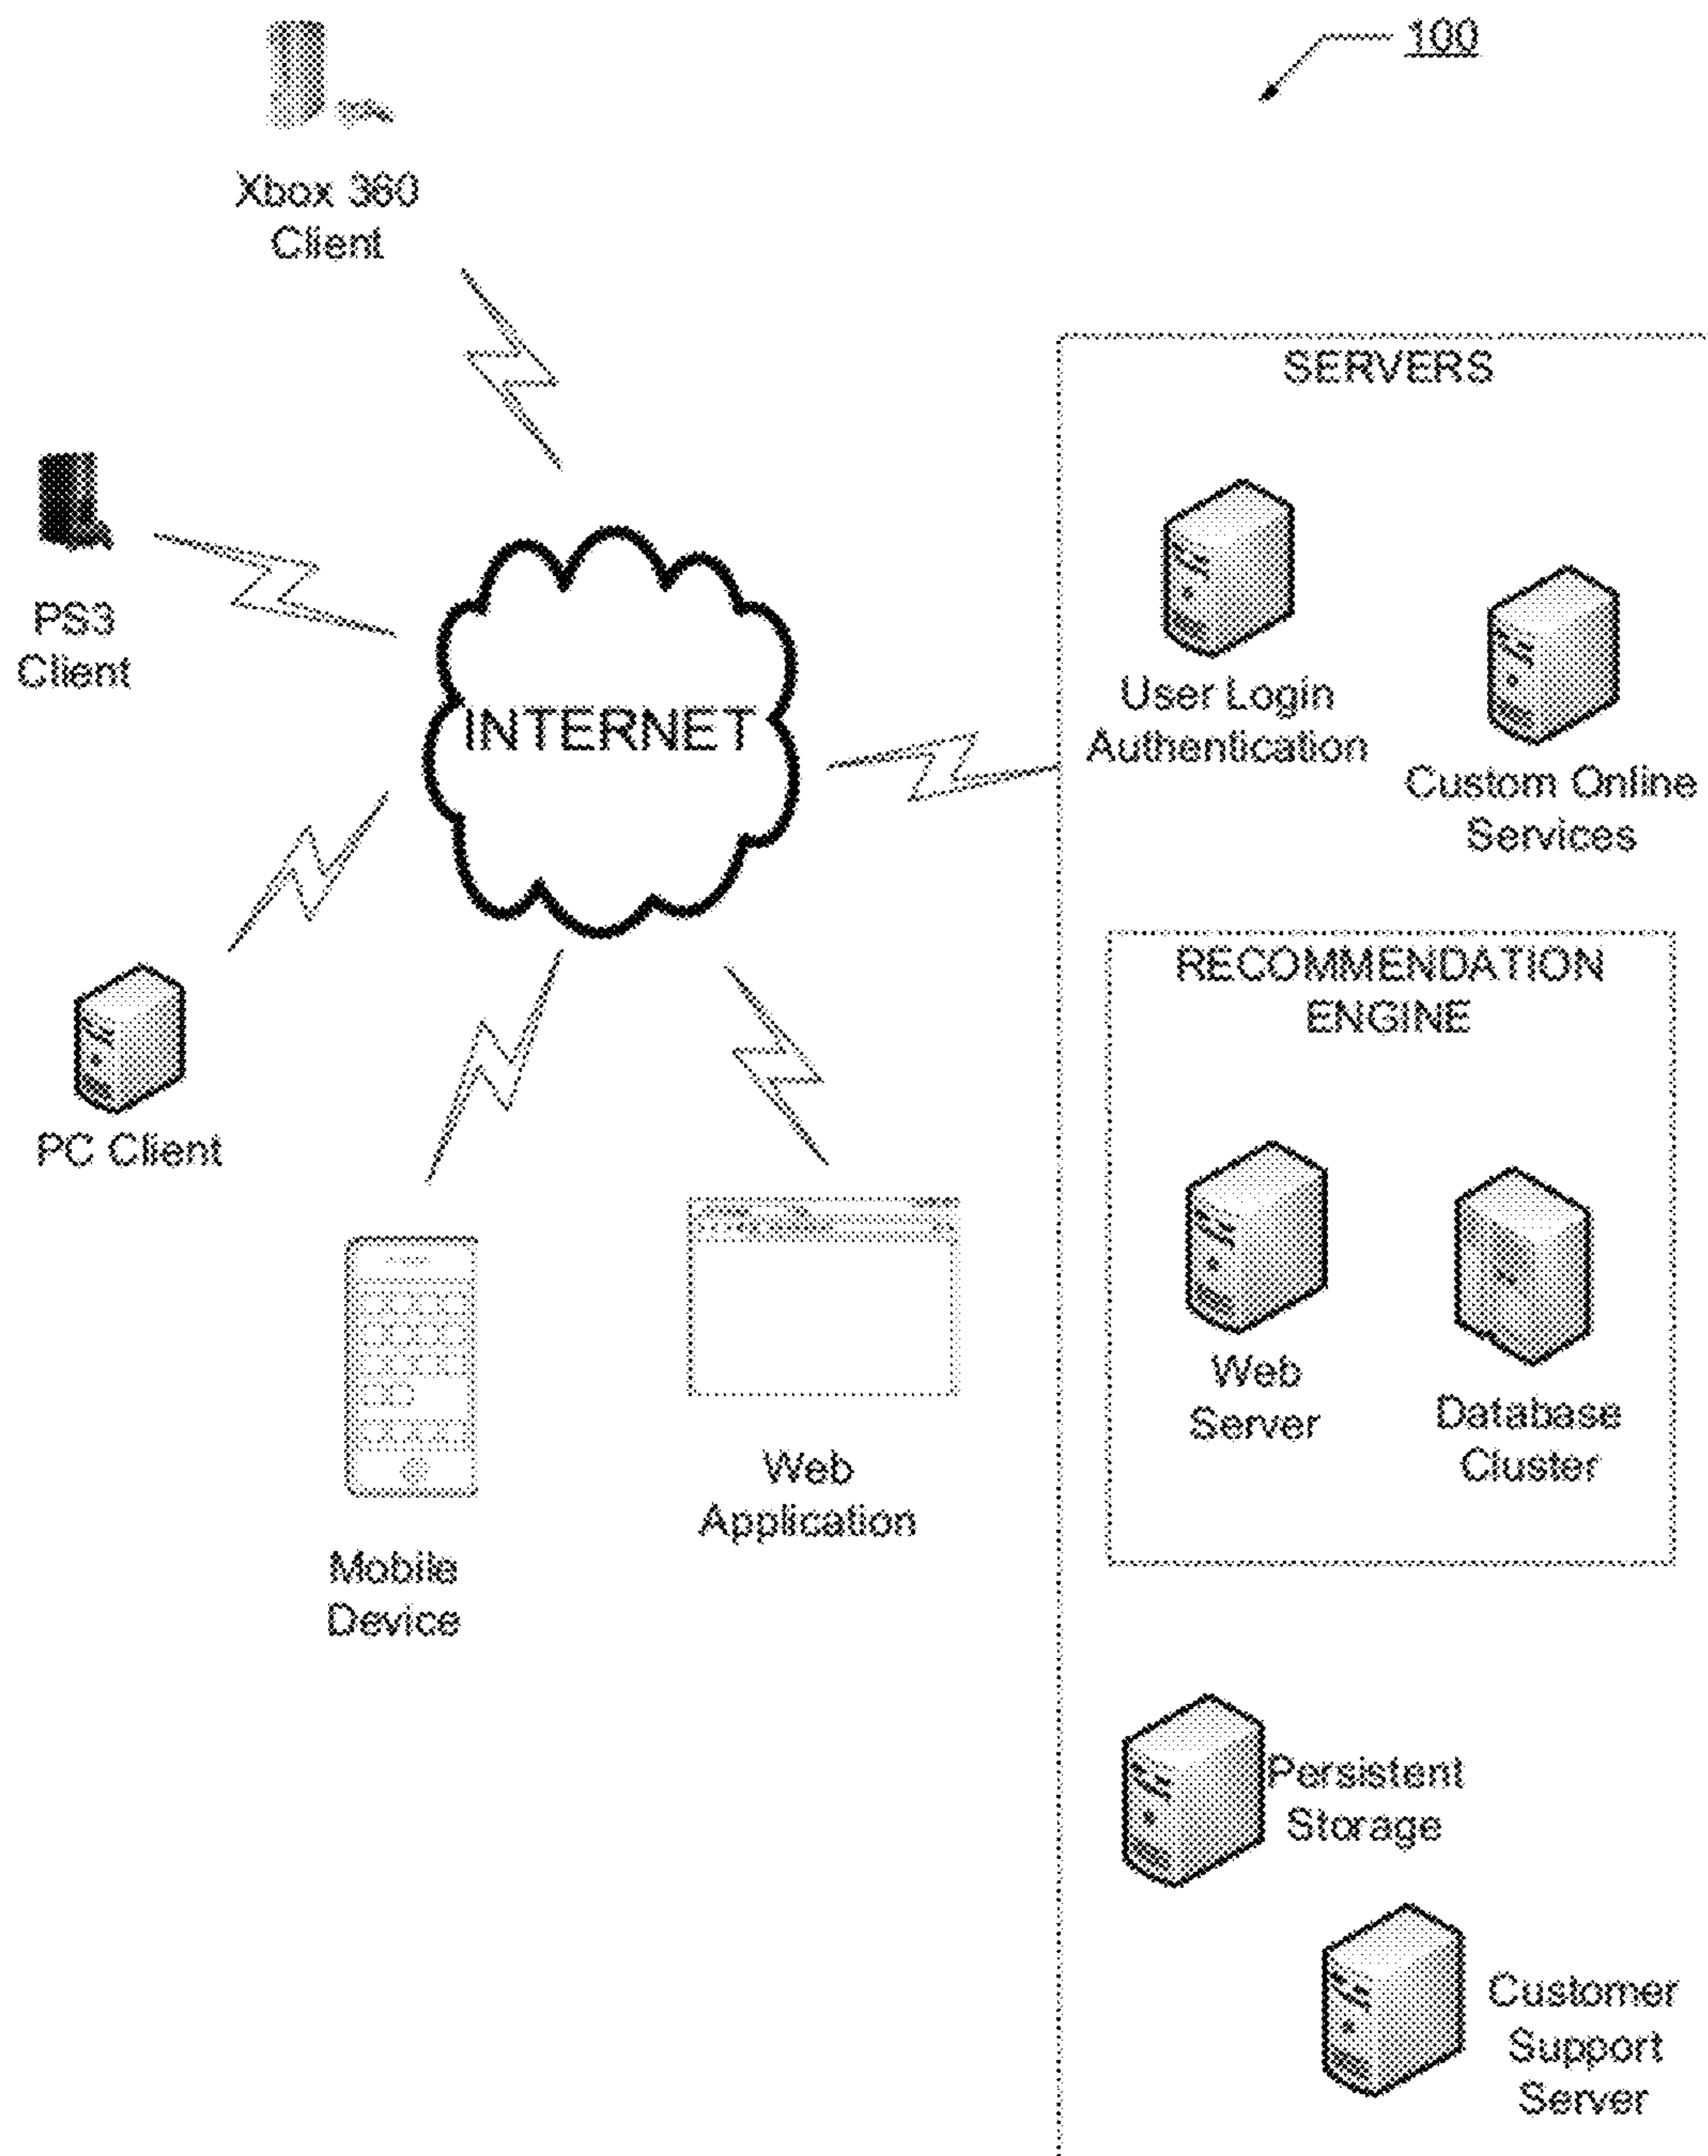 100
Xbox 360
Client
SERVERS
PS3
Client
INTERNET
User Login
Authentication
Custom Online
Services
RECOMMENDATION
ENGINE
PC Client
Web
Server
Database
Cluster
Web
Application
Mobile
Device
Persistent
Storage
Customer
Support
Server